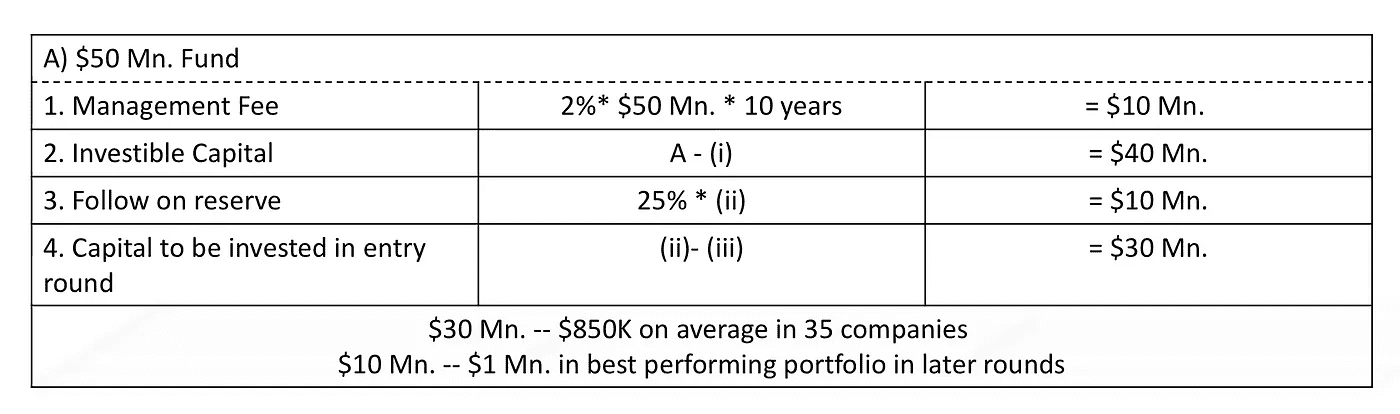 A) $50 Mn. Fund
1. Management Fee 2%* $50 Mn. * 10 years = $10 Mn.
2. Investible Capital A - (i) = $40 Mn.
3. Follow on reserve 25% * (ii) = $10 Mn.
4. Capital to be invested in entry (ii)- (iii) = $30 Mn.
round
$30 Mn. -- $850K on average in 35 companies
$10 Mn. -- $1 Mn. in best performing portfolio in later rounds